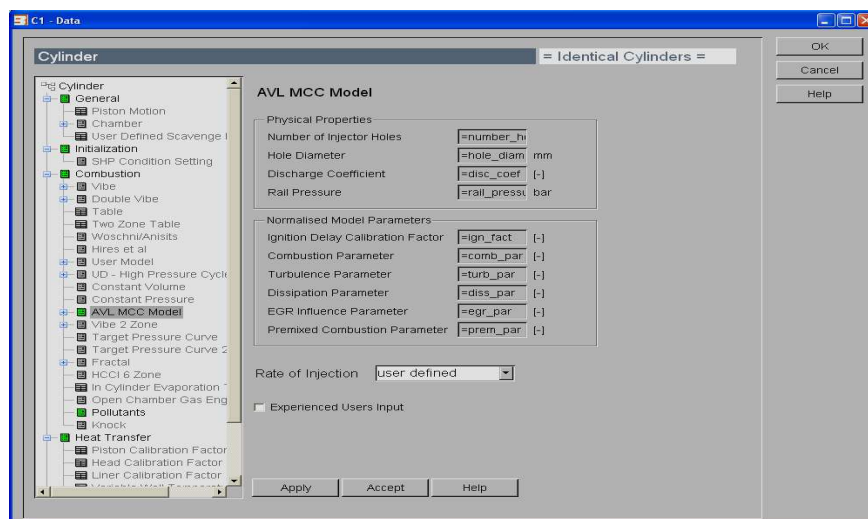 C1 - Data
Cylinder
= Identical Cylinders =
OK
Cancel
Help
Cylinder
General
Piston Motion
Chamber
User Defined Scavenge
Initialization
SHP Condition Setting
Combustion
Vibe
Double Vibe
Table
Two Zone Table
Woschni/Anisits
Hires et al
User Model
UD - High Pressure Cycle
Constant Volume
Constant Pressure
AVL MCC Model
Vibe 2 Zone
Target Pressure Curve
Target Pressure Curve 2
Fractal
HCCI 6 Zone
In Cylinder Evaporation
Open Chamber Gas Eng
Pollutants
Knock
Heat Transfer
Piston Calibration Factor
Head Calibration Factor
Liner Calibration Factor
AVL MCC Model
Physical Properties
Number of Injector Holes =number_h
Hole Diameter =hole_diam mm
Discharge Coefficient =disc_coef [-]
Rail Pressure =rail_pressu bar
Normalised Model Parameters
Ignition Delay Calibration Factor =ign_fact [-]
Combustion Parameter =comb_par [-]
Turbulence Parameter =turb_par [-]
Dissipation Parameter =diss_par [-]
EGR Influence Parameter =egr_par [-]
Premixed Combustion Parameter =prem_par [-]
Rate of Injection user defined
Experienced Users Input
Apply
Accept
Help